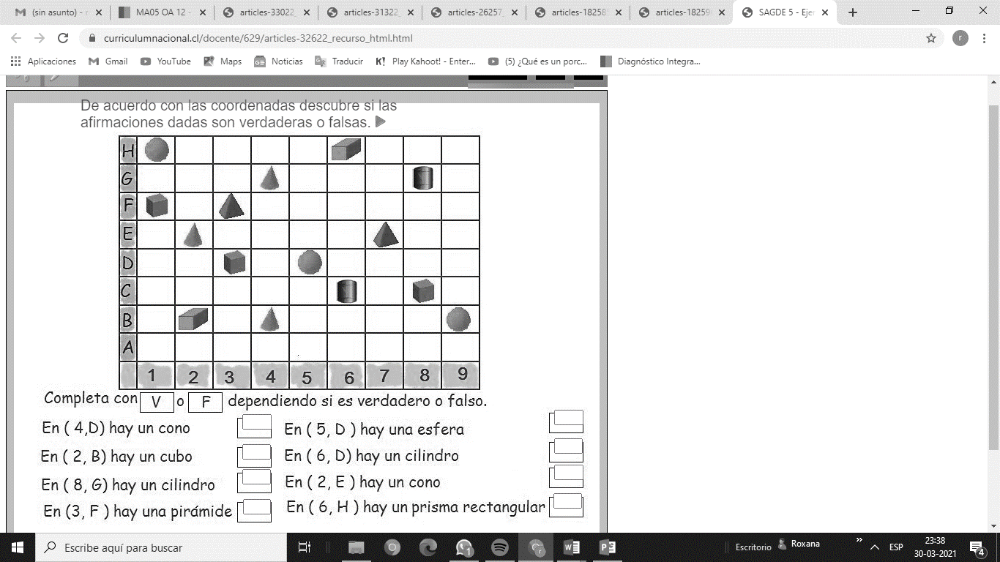 (sin asunto) - r
MA05 OA 12 -
articles-33022_
articles-31322_
articles-26257_
articles-18258
articles-18259
SAGDE 5 - Ejer
curriculumnacional.cl/docente/629/articles-32622_recurso_html.html
r
Aplicaciones
Gmail
YouTube
Maps
Noticias
Traducir
K! Play Kahoot! - Enter...
(5) ¿Qué es un porc...
Diagnóstico Integra...
De acuerdo con las coordenadas descubre si las
afirmaciones dadas son verdaderas o falsas.
H
G
F
E
D
C
B
A
1 2 3 4 5 6 7 8 9
Completa con V o F dependiendo si es verdadero o falso.
En ( 4,D) hay un cono
En ( 2, B) hay un cubo
En ( 8, G) hay un cilindro
En (3, F ) hay una pirámide
En ( 5, D ) hay una esfera
En ( 6, D) hay un cilindro
En ( 2, E ) hay un cono
En ( 6, H ) hay un prisma rectangular
Escribe aquí para buscar
1
Escritorio
Roxana
»
ESP
23:38
30-03-2021
4